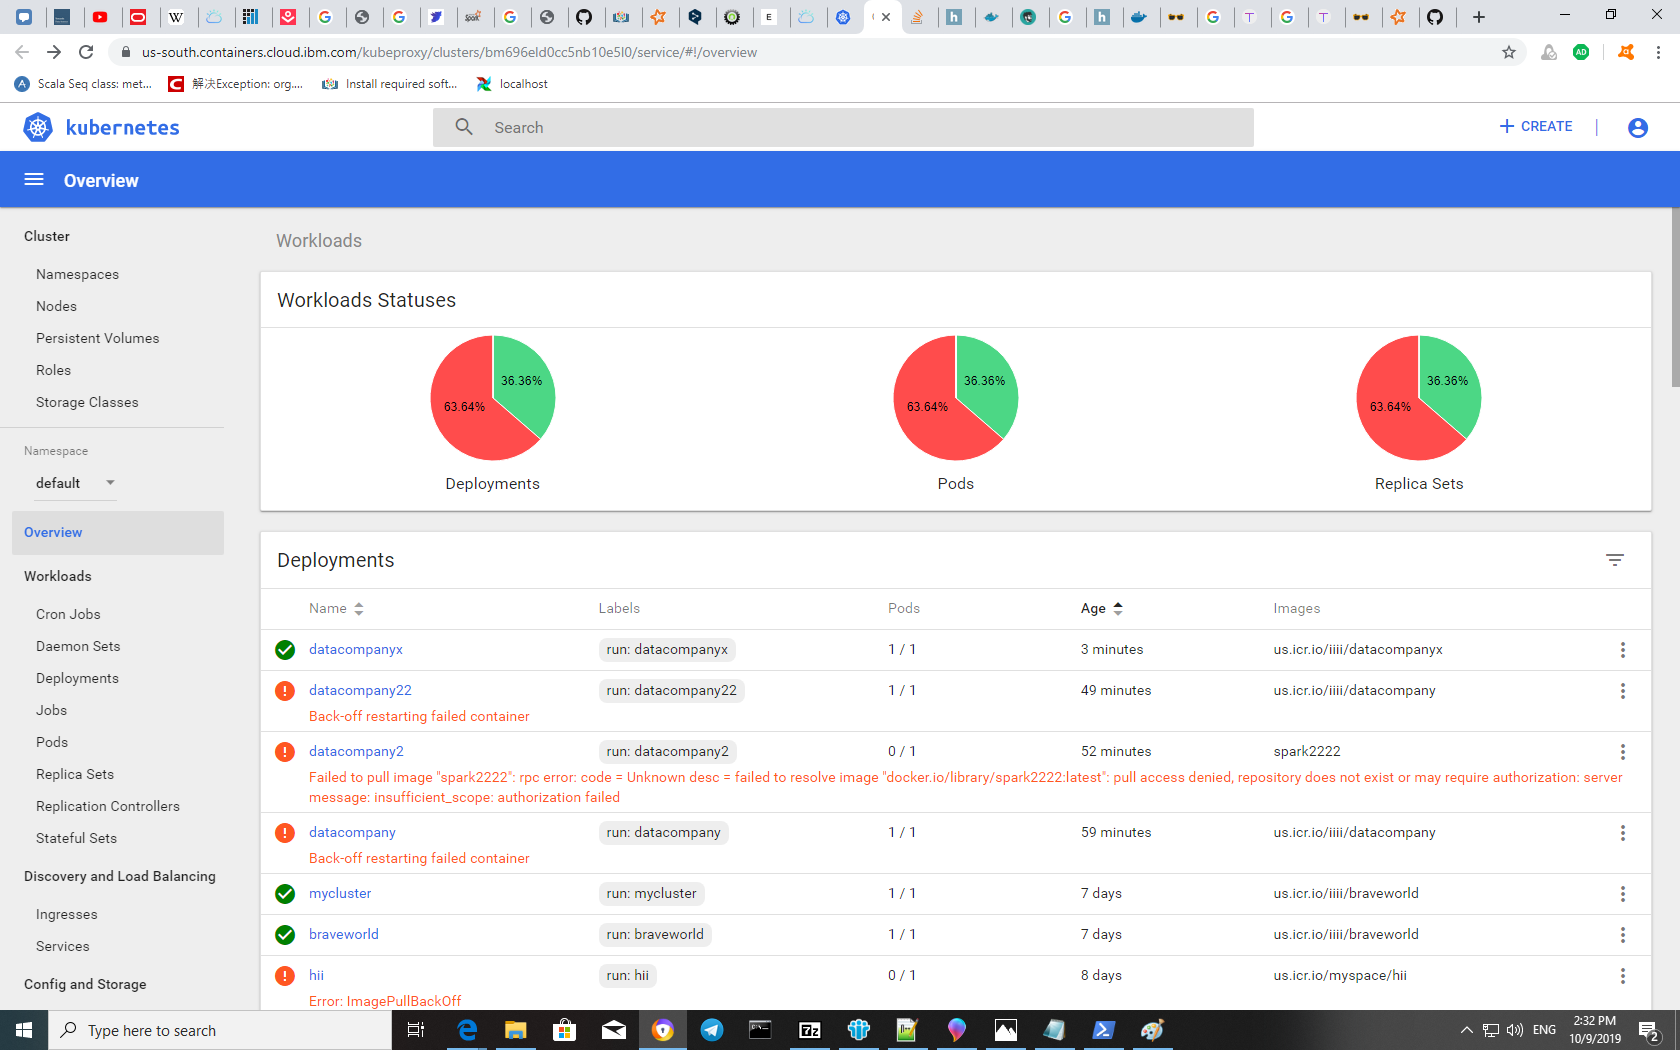 us-south.containers.cloud.ibm.com/kubeproxy/clusters/bm696eld0cc5nb10e5l0/service/#!/overview
Scala Seq class: met...
解决Exception: org....
Install required soft...
localhost
kubernetes
Search
+ CREATE
Overview
Cluster
Namespaces
Nodes
Persistent Volumes
Roles
Storage Classes
Namespace
default
Overview
Workloads
Cron Jobs
Daemon Sets
Deployments
Jobs
Pods
Replica Sets
Replication Controllers
Stateful Sets
Discovery and Load Balancing
Ingresses
Services
Config and Storage
Workloads
Workloads Statuses
36.36%
63.64%
Deployments
36.36%
63.64%
Pods
36.36%
63.64%
Replica Sets
Deployments
Name Labels Pods Age Images
datacompanyx run: datacompanyx 1 / 1 3 minutes us.icr.io/iiii/datacompanyx
datacompany22 run: datacompany22 1 / 1 49 minutes us.icr.io/iiii/datacompany
Back-off restarting failed container
datacompany2 run: datacompany2 0 / 1 52 minutes spark2222
Failed to pull image "spark2222": rpc error: code = Unknown desc = failed to resolve image "docker.io/library/spark2222:latest": pull access denied, repository does not exist or may require authorization: server
message: insufficient_scope: authorization failed
datacompany run: datacompany 1 / 1 59 minutes us.icr.io/iiii/datacompany
Back-off restarting failed container
mycluster run: mycluster 1 / 1 7 days us.icr.io/iiii/braveworld
braveworld run: braveworld 1 / 1 7 days us.icr.io/iiii/braveworld
hii run: hii 0 / 1 8 days us.icr.io/myspace/hii
Error: ImagePullBackOff
Type here to search
ENG
2:32 PM
10/9/2019
2